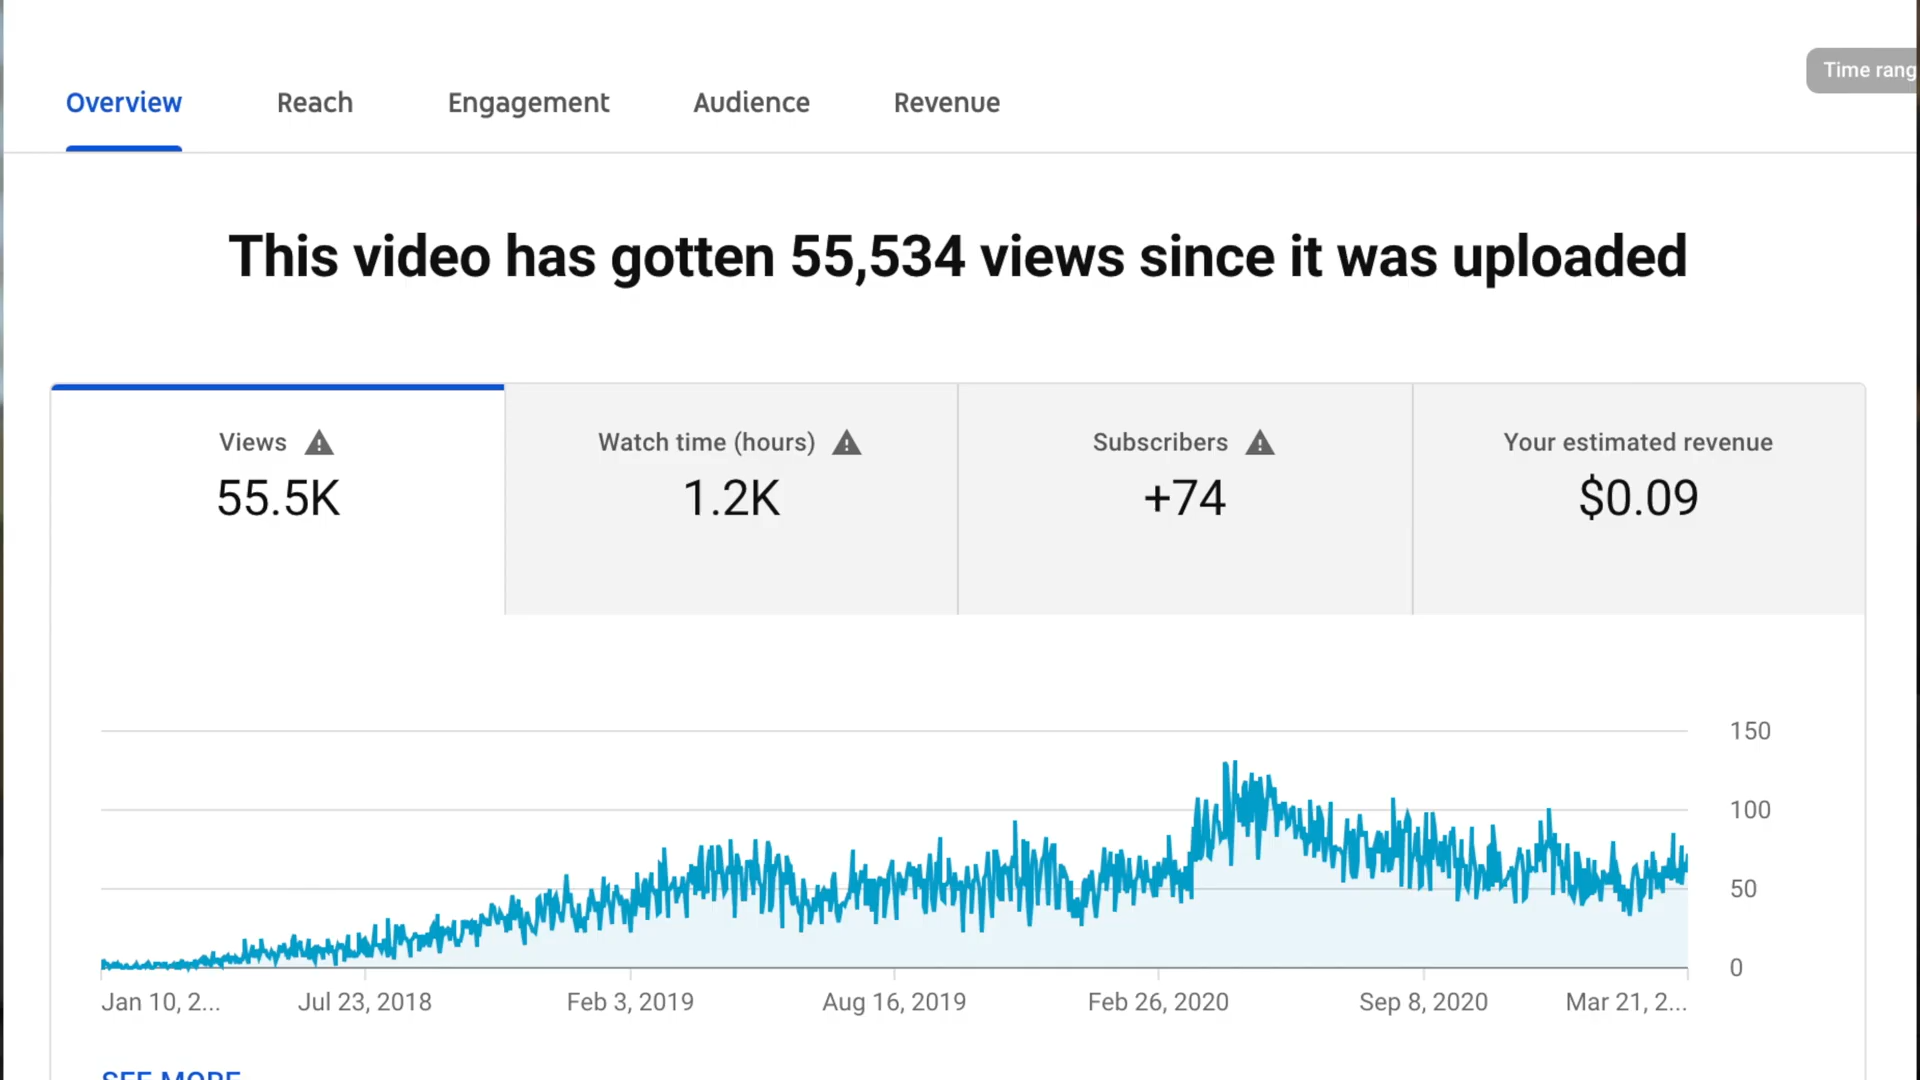 Time rang
Overview Reach Engagement Audience Revenue
This video has gotten 55,534 views since it was uploaded
Views Watch time (hours) Subscribers Your estimated revenue
55.5K 1.2K +74 $0.09
150
100
50
0
Jan 10, 2... Jul 23, 2018 Feb 3, 2019 Aug 16, 2019 Feb 26, 2020 Sep 8, 2020 Mar 21, 2...
SEE MORE